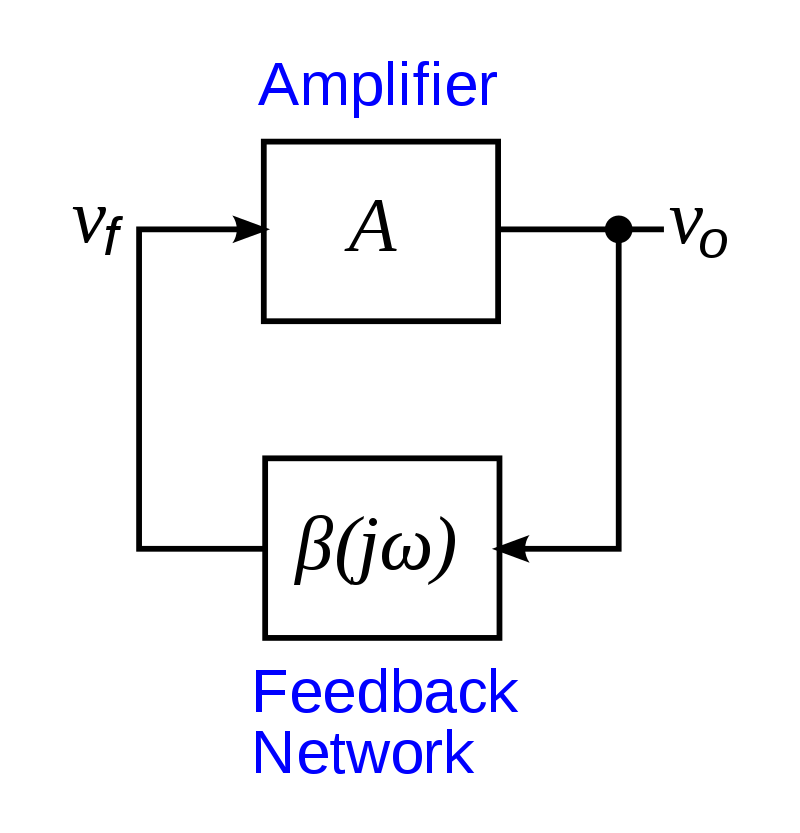 Amplifier
v_f
A
v_o
β(jω)
Feedback
Network